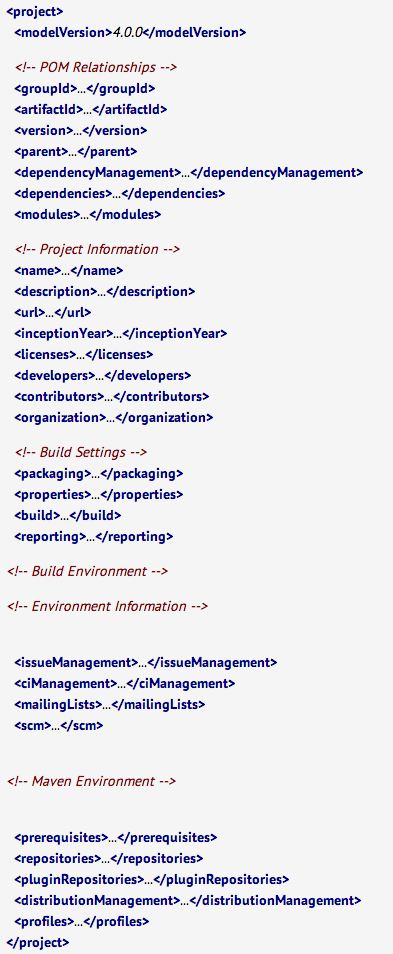 <project>
<modelVersion>4.0.0</modelVersion>
<!-- POM Relationships -->
<groupId>...</groupId>
<artifactId>...</artifactId>
<version>...</version>
<parent>...</parent>
<dependencyManagement>...</dependencyManagement>
<dependencies>...</dependencies>
<modules>...</modules>
<!-- Project Information -->
<name>...</name>
<description>...</description>
<url>...</url>
<inceptionYear>...</inceptionYear>
<licenses>...</licenses>
<developers>...</developers>
<contributors>...</contributors>
<organization>...</organization>
<!-- Build Settings -->
<packaging>...</packaging>
<properties>...</properties>
<build>...</build>
<reporting>...</reporting>
<!-- Build Environment -->
<!-- Environment Information -->
<issueManagement>...</issueManagement>
<ciManagement>...</ciManagement>
<mailingLists>...</mailingLists>
<scm>...</scm>
<!-- Maven Environment -->
<prerequisites>...</prerequisites>
<repositories>...</repositories>
<pluginRepositories>...</pluginRepositories>
<distributionManagement>...</distributionManagement>
<profiles>...</profiles>
</project>